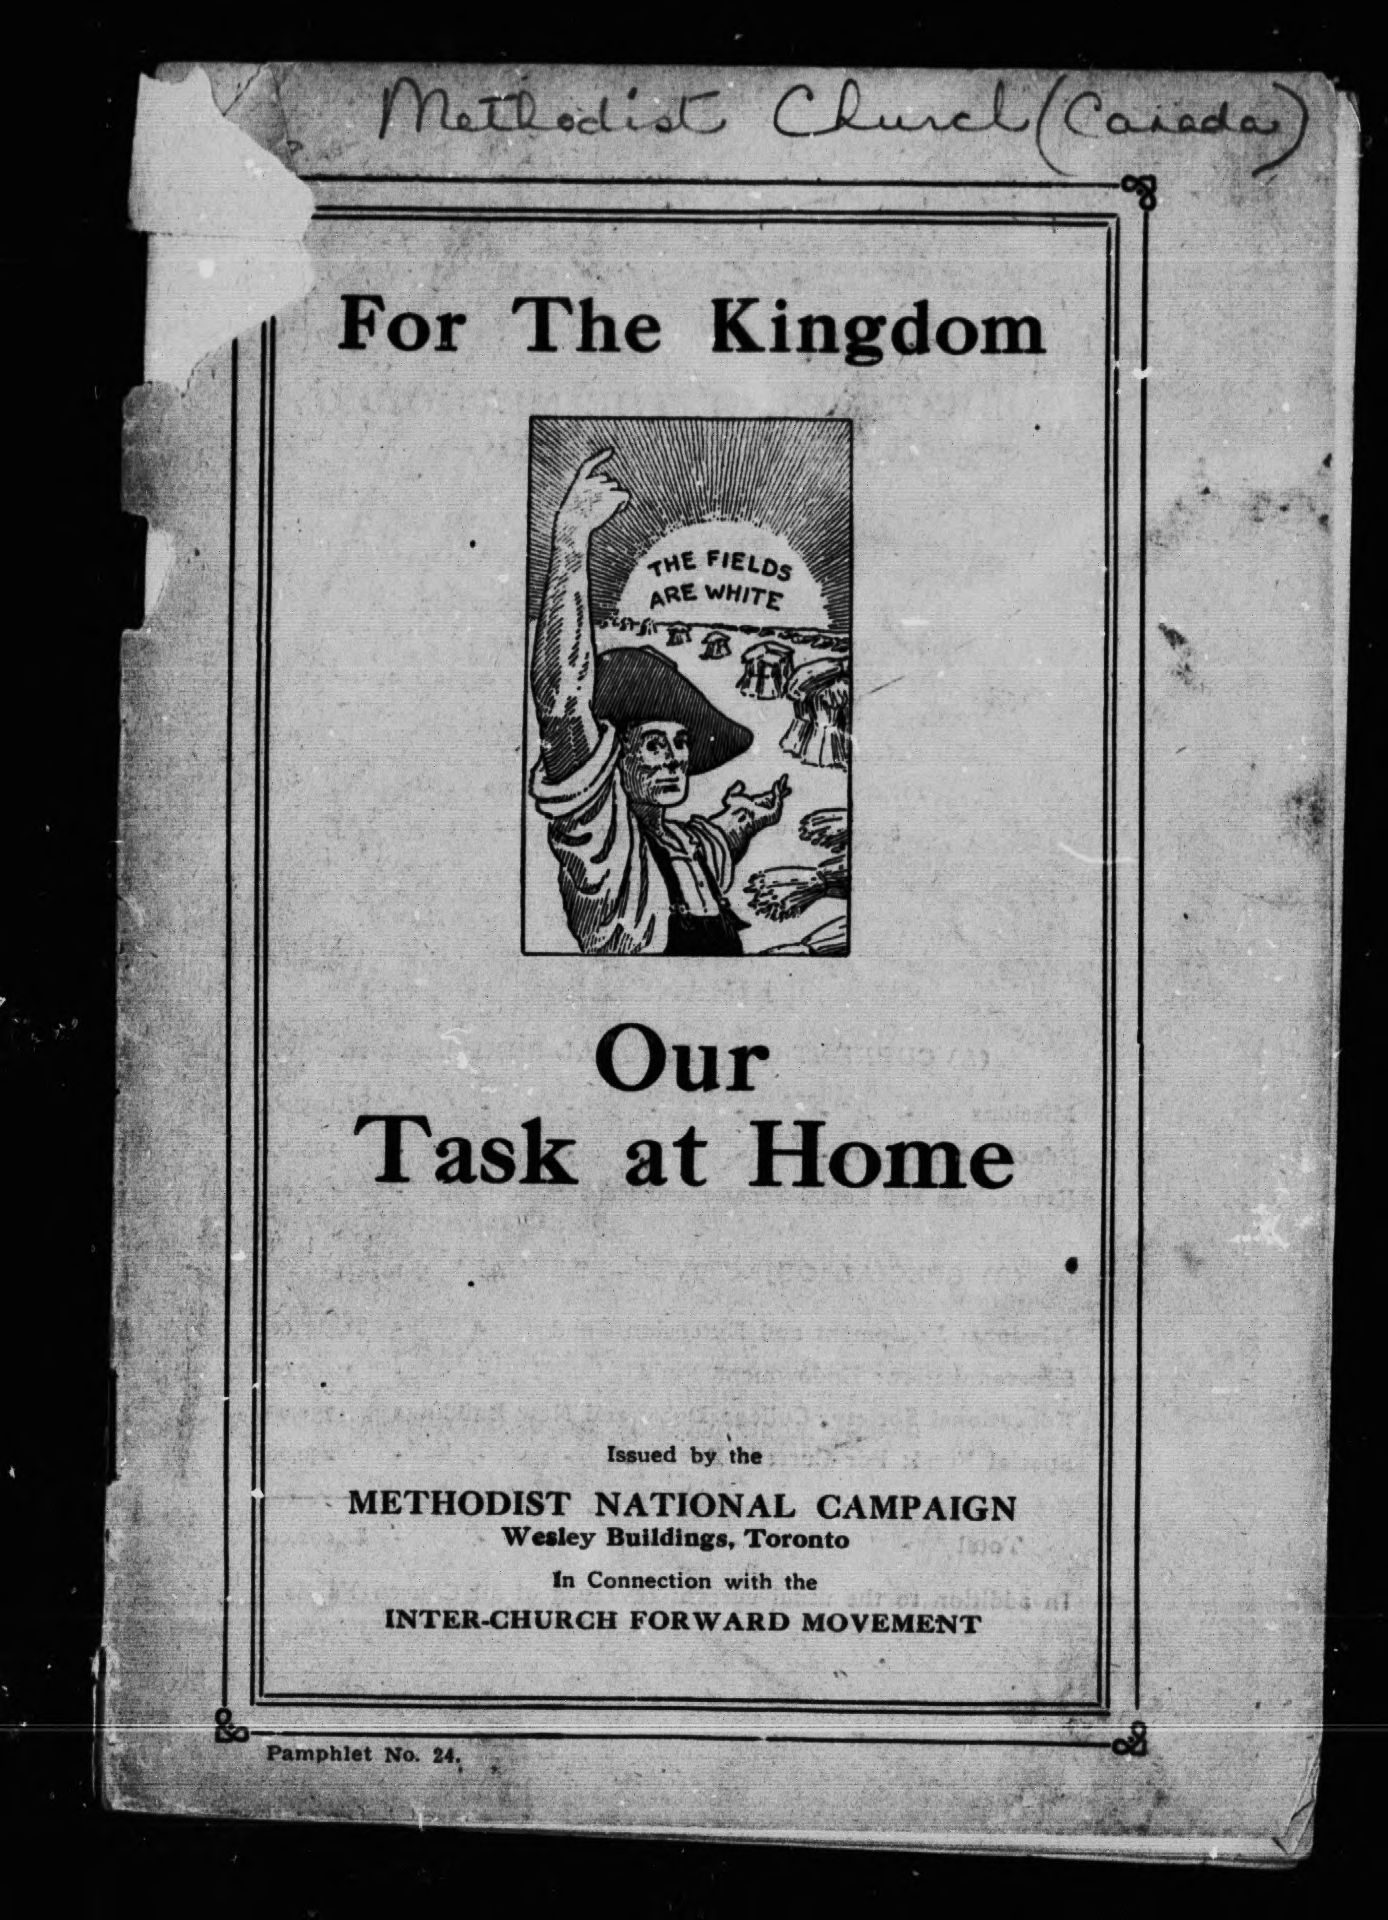 Methodist Church (Canada)
For The Kingdom
THE FIELDS
ARE WHITE
Our
Task at Home
Issued by the
METHODIST NATIONAL CAMPAIGN
Wesley Buildings, Toronto
In Connection with the
INTER-CHURCH FORWARD MOVEMENT
Pamphlet No. 24.